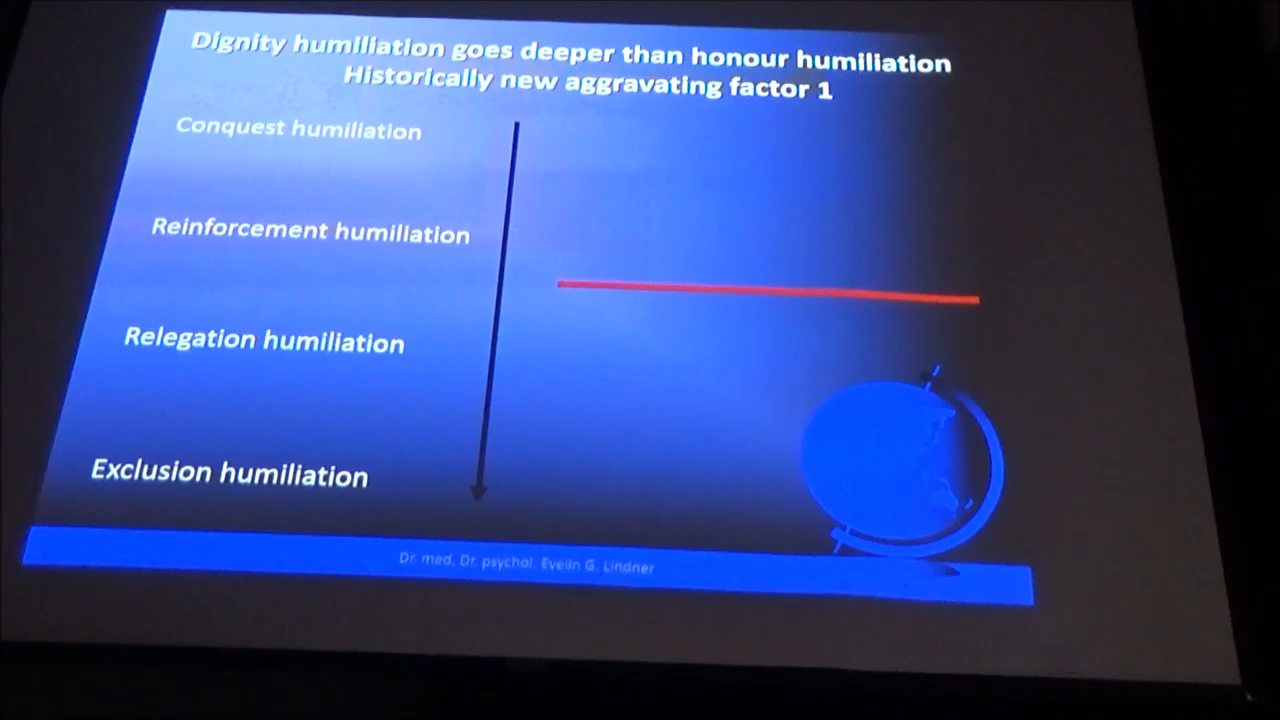 Dignity humiliation goes deeper than honour humiliation
Historically new aggravating factor 1
Conquest humiliation
Reinforcement humiliation
Relegation humiliation
Exclusion humiliation
Dr. med, Dr. psychol. Evelin G. Lindner